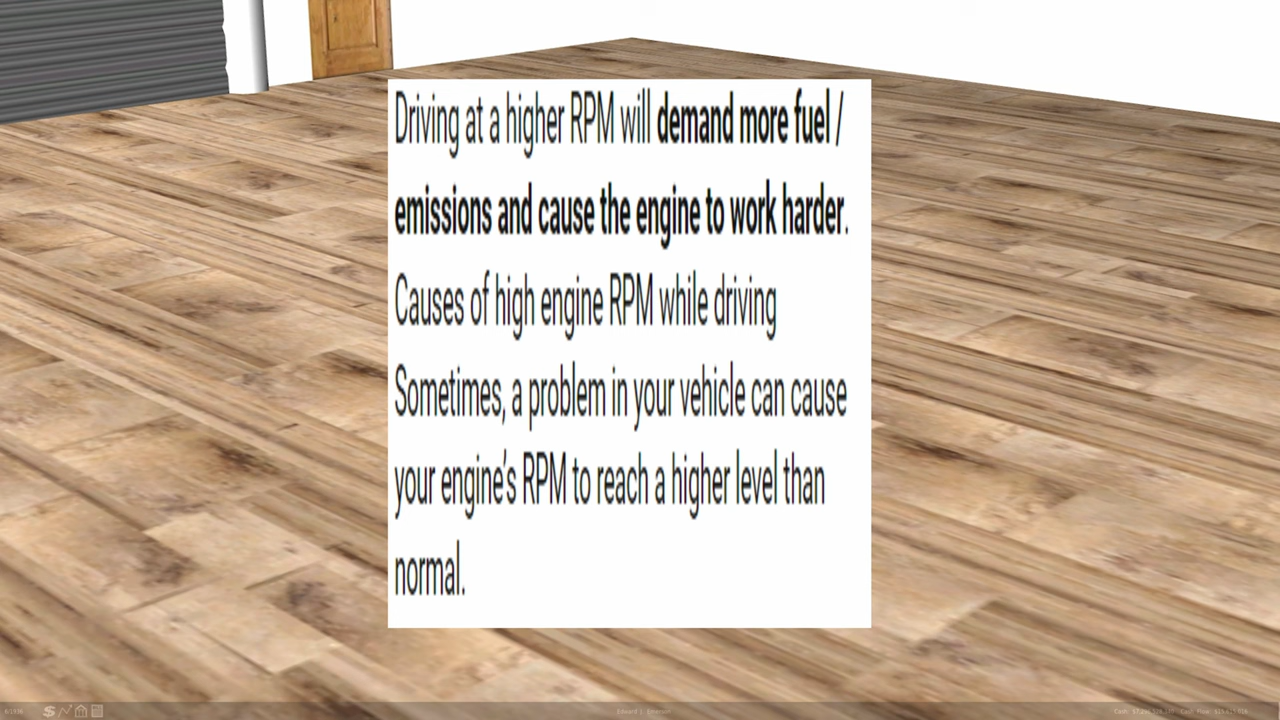 Driving at a higher RPM will demand more fuel /
emissions and cause the engine to work harder.
Causes of high engine RPM while driving
Sometimes, a problem in your vehicle can cause
your engine's RPM to reach a higher level than
normal.